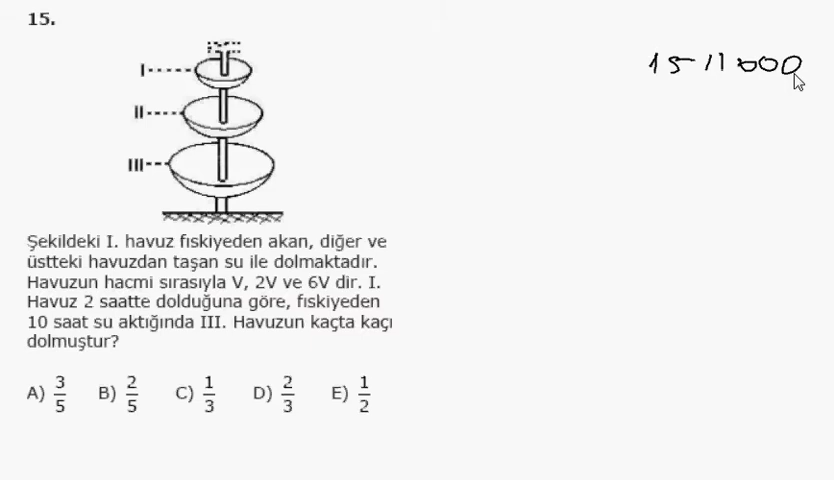 15.
15 11 000
I
II
III
Şekildeki I. havuz fıskiyeden akan, diğer ve
üstteki havuzdan taşan su ile dolmaktadır.
Havuzun hacmi sırasıyla V, 2V ve 6V dir. I.
Havuz 2 saatte dolduğuna göre, fıskiyeden
10 saat su aktığında III. Havuzun kaçta kaçı
dolmuştur?
A) 3/5 B) 2/5 C) 1/3 D) 2/3 E) 1/2